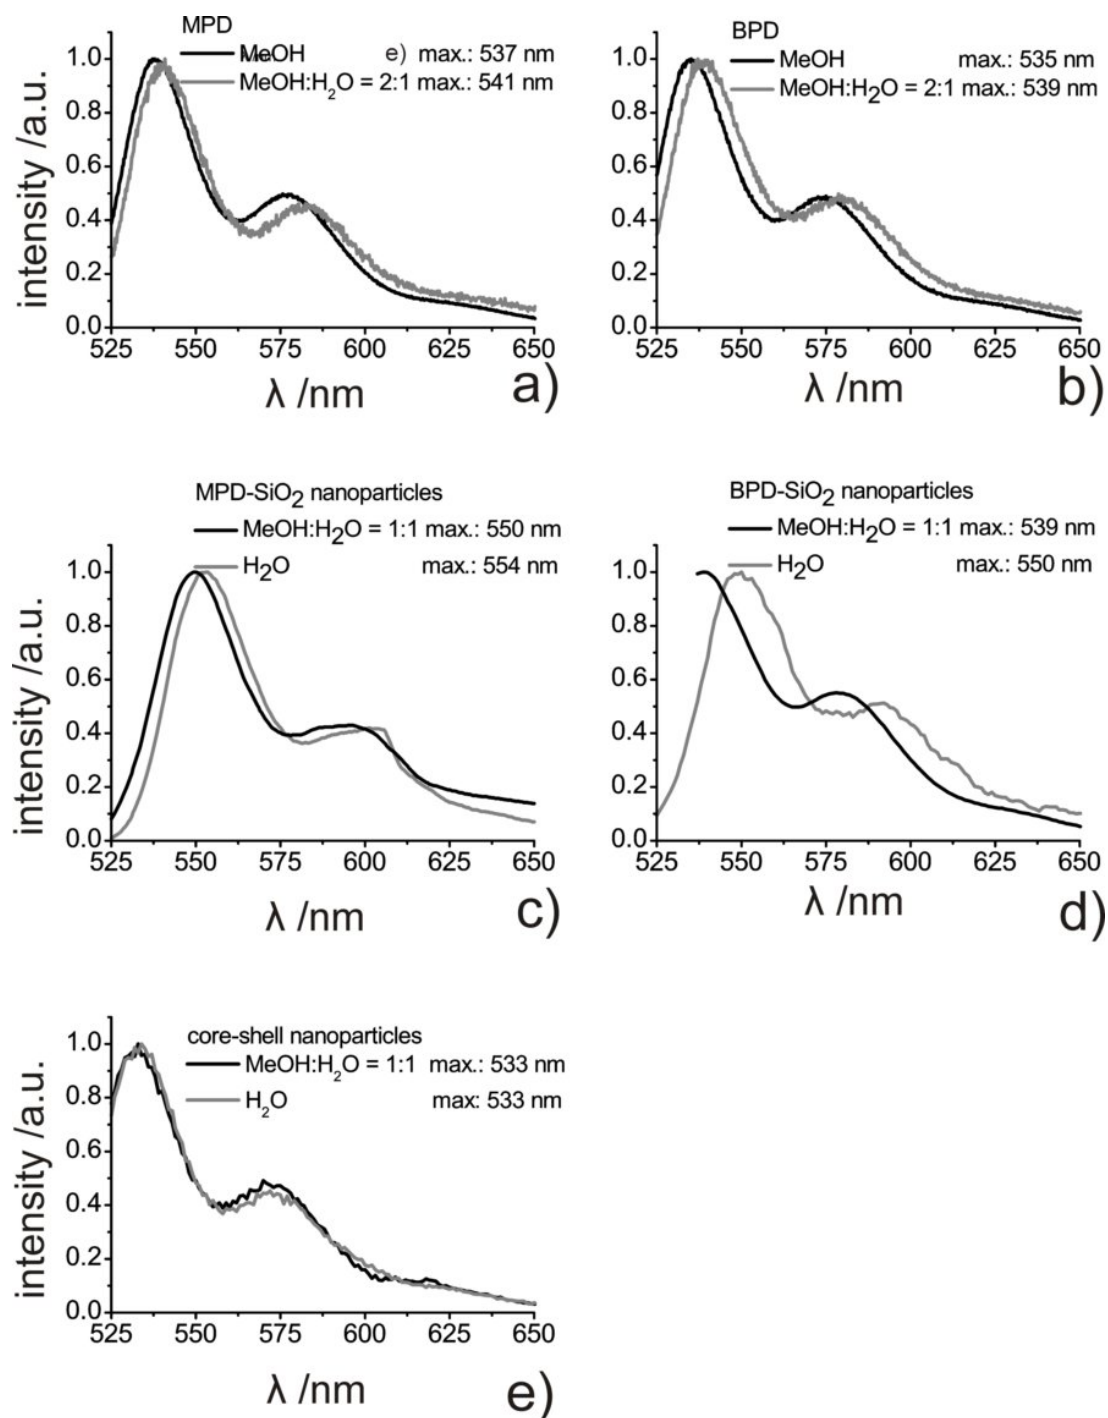 MPD
MeOH e) max.: 537 nm
MeOH:H₂O = 2:1 max.: 541 nm
intensity /a.u.
1.0
0.8
0.6
0.4
0.2
0.0
525 550 575 600 625 650
λ /nm
a)
BPD
MeOH max.: 535 nm
MeOH:H₂O = 2:1 max.: 539 nm
1.0
0.8
0.6
0.4
0.2
0.0
525 550 575 600 625 650
λ /nm
b)
MPD-SiO₂ nanoparticles
MeOH:H₂O = 1:1 max.: 550 nm
H₂O max.: 554 nm
intensity /a.u.
1.0
0.8
0.6
0.4
0.2
0.0
525 550 575 600 625 650
λ /nm
c)
BPD-SiO₂ nanoparticles
MeOH:H₂O = 1:1 max.: 539 nm
H₂O max.: 550 nm
1.0
0.8
0.6
0.4
0.2
0.0
525 550 575 600 625 650
λ /nm
d)
core-shell nanoparticles
MeOH:H₂O = 1:1 max.: 533 nm
H₂O max: 533 nm
intensity /a.u.
1.0
0.8
0.6
0.4
0.2
0.0
525 550 575 600 625 650
λ /nm
e)